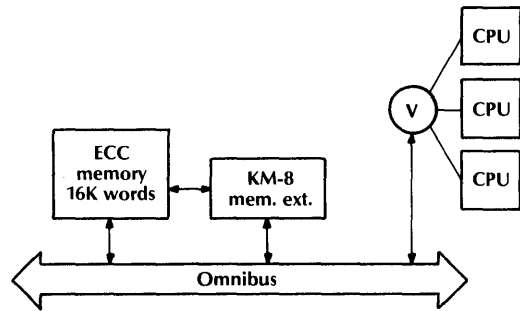 CPU
V
CPU
CPU
ECC
memory
16K words
KM-8
mem. ext.
Omnibus